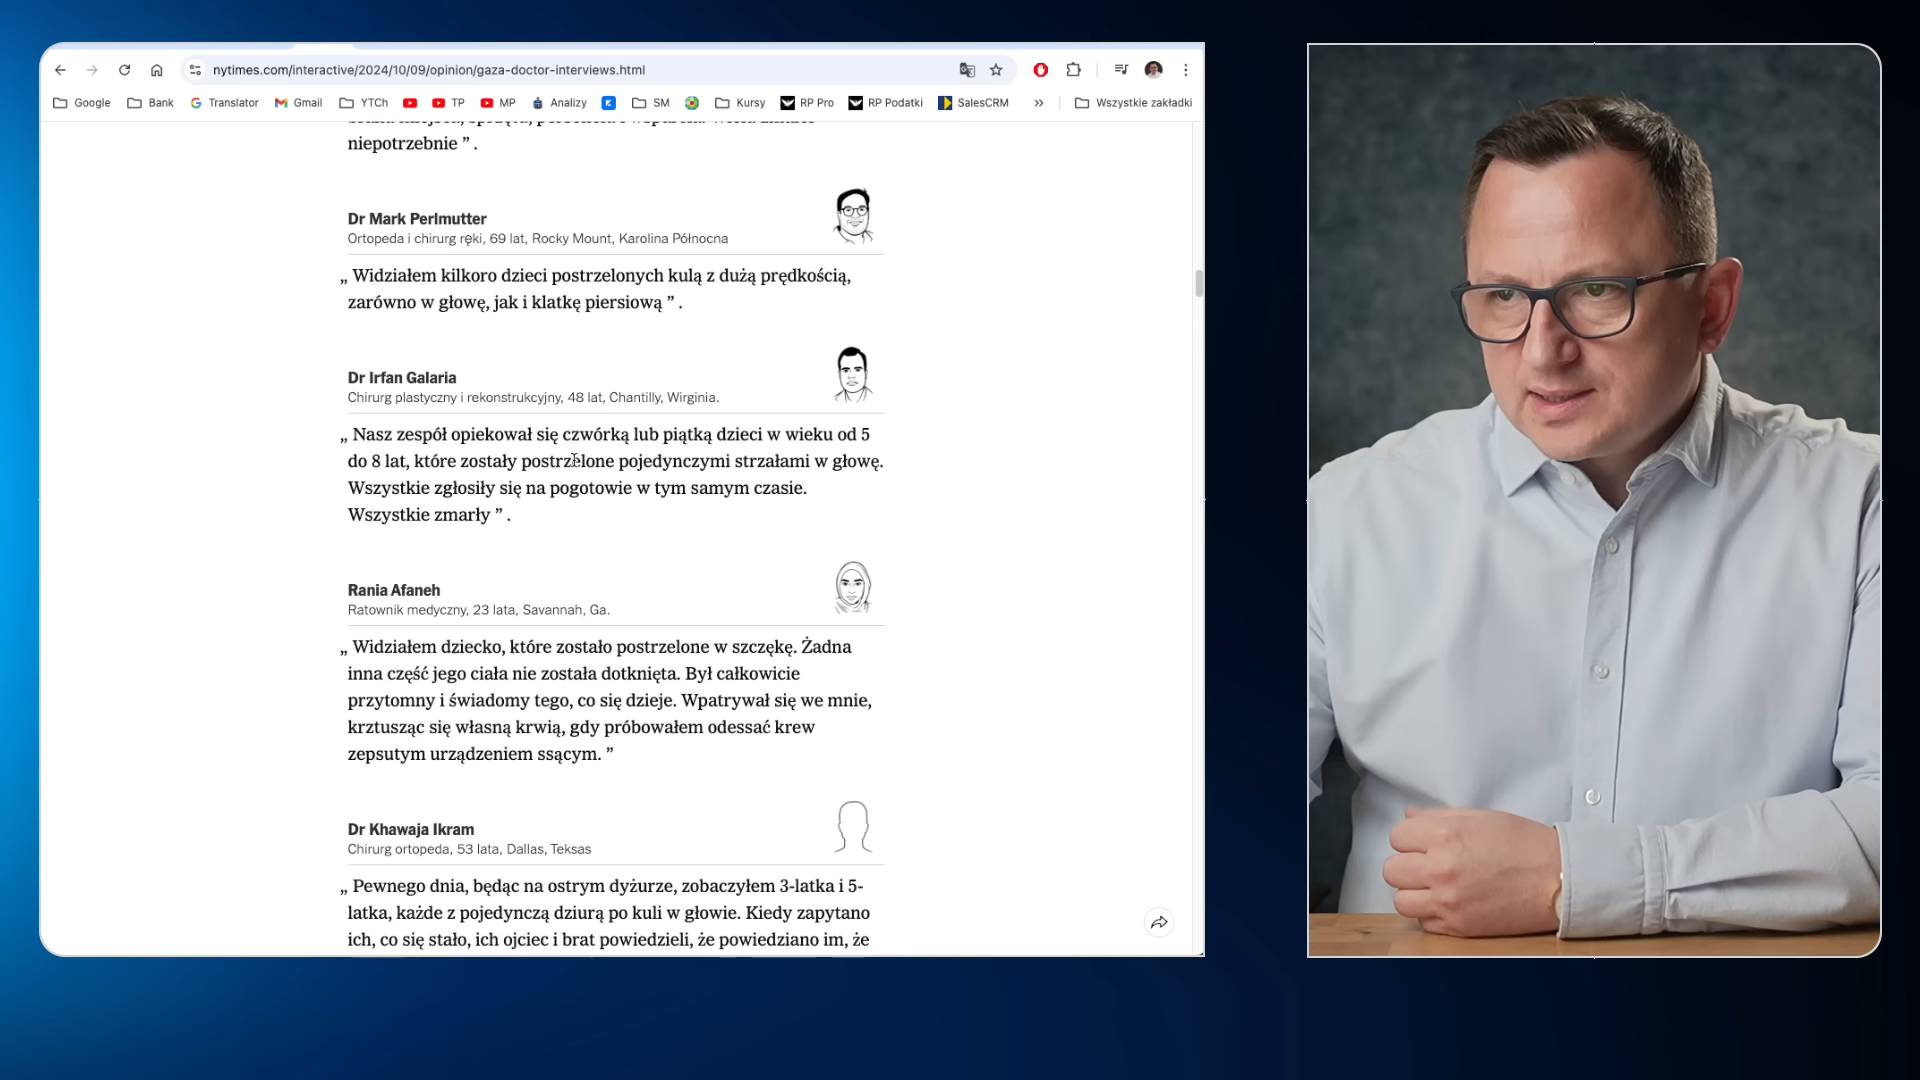 nytimes.com/interactive/2024/10/09/opinion/gaza-doctor-interviews.html
Google Bank Translator Gmail YTCh TP MP Analizy SM Kursy RP Pro RP Podatki SalesCRM » Wszystkie zakładki
niepotrzebnie ” .
Dr Mark Perlmutter
Ortopeda i chirurg ręki, 69 lat, Rocky Mount, Karolina Północna
„ Widziałem kilkoro dzieci postrzelonych kulą z dużą prędkością,
zarówno w głowę, jak i klatkę piersiową ” .
Dr Irfan Galaria
Chirurg plastyczny i rekonstrukcyjny, 48 lat, Chantilly, Wirginia.
„ Nasz zespół opiekował się czwórką lub piątką dzieci w wieku od 5
do 8 lat, które zostały postrzelone pojedynczymi strzałami w głowę.
Wszystkie zgłosiły się na pogotowie w tym samym czasie.
Wszystkie zmarły ” .
Rania Afaneh
Ratownik medyczny, 23 lata, Savannah, Ga.
„ Widziałem dziecko, które zostało postrzelone w szczękę. Żadna
inna część jego ciała nie została dotknięta. Był całkowicie
przytomny i świadomy tego, co się dzieje. Wpatrywał się we mnie,
krztusząc się własną krwią, gdy próbowałem odessać krew
zepsutym urządzeniem ssącym. ”
Dr Khawaja Ikram
Chirurg ortopeda, 53 lata, Dallas, Teksas
„ Pewnego dnia, będąc na ostrym dyżurze, zobaczyłem 3-latka i 5-
latka, każde z pojedynczą dziurą po kuli w głowie. Kiedy zapytano
ich, co się stało, ich ojciec i brat powiedzieli, że powiedziano im, że